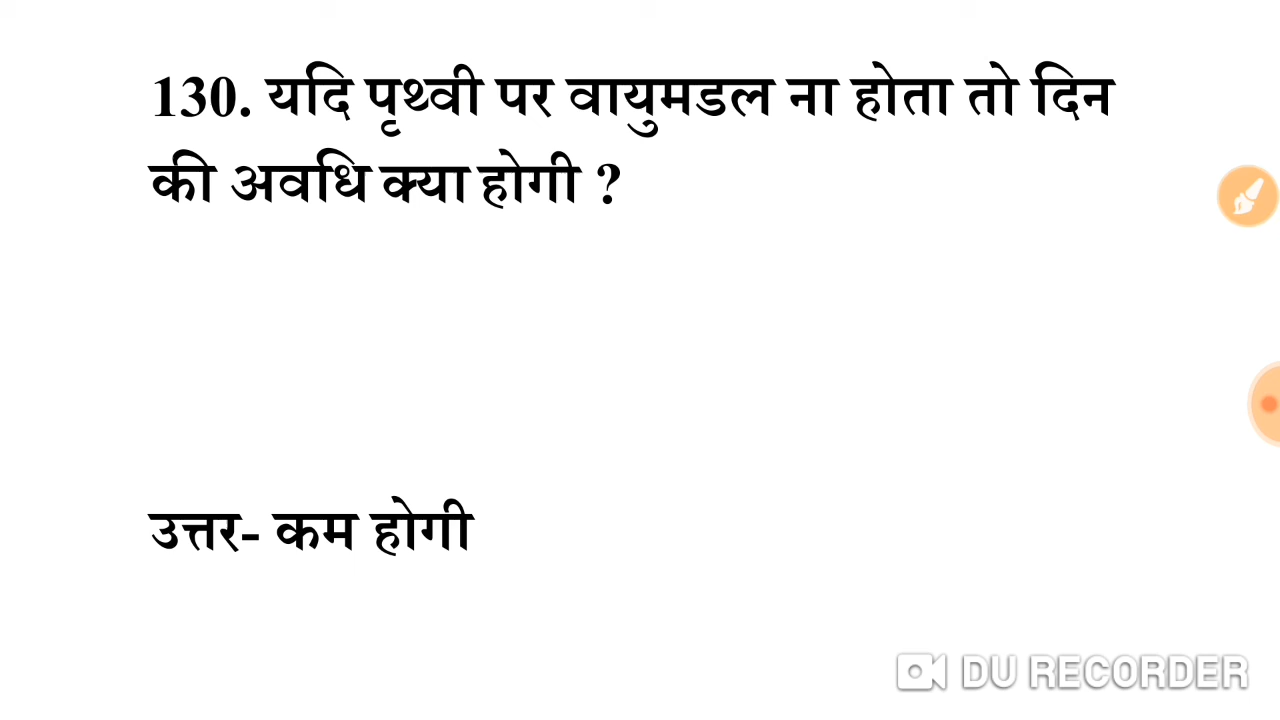 130. यदि पृथ्वी पर वायुमडल ना होता तो दिन
की अवधि क्या होगी ?
उत्तर- कम होगी
DU RECORDER